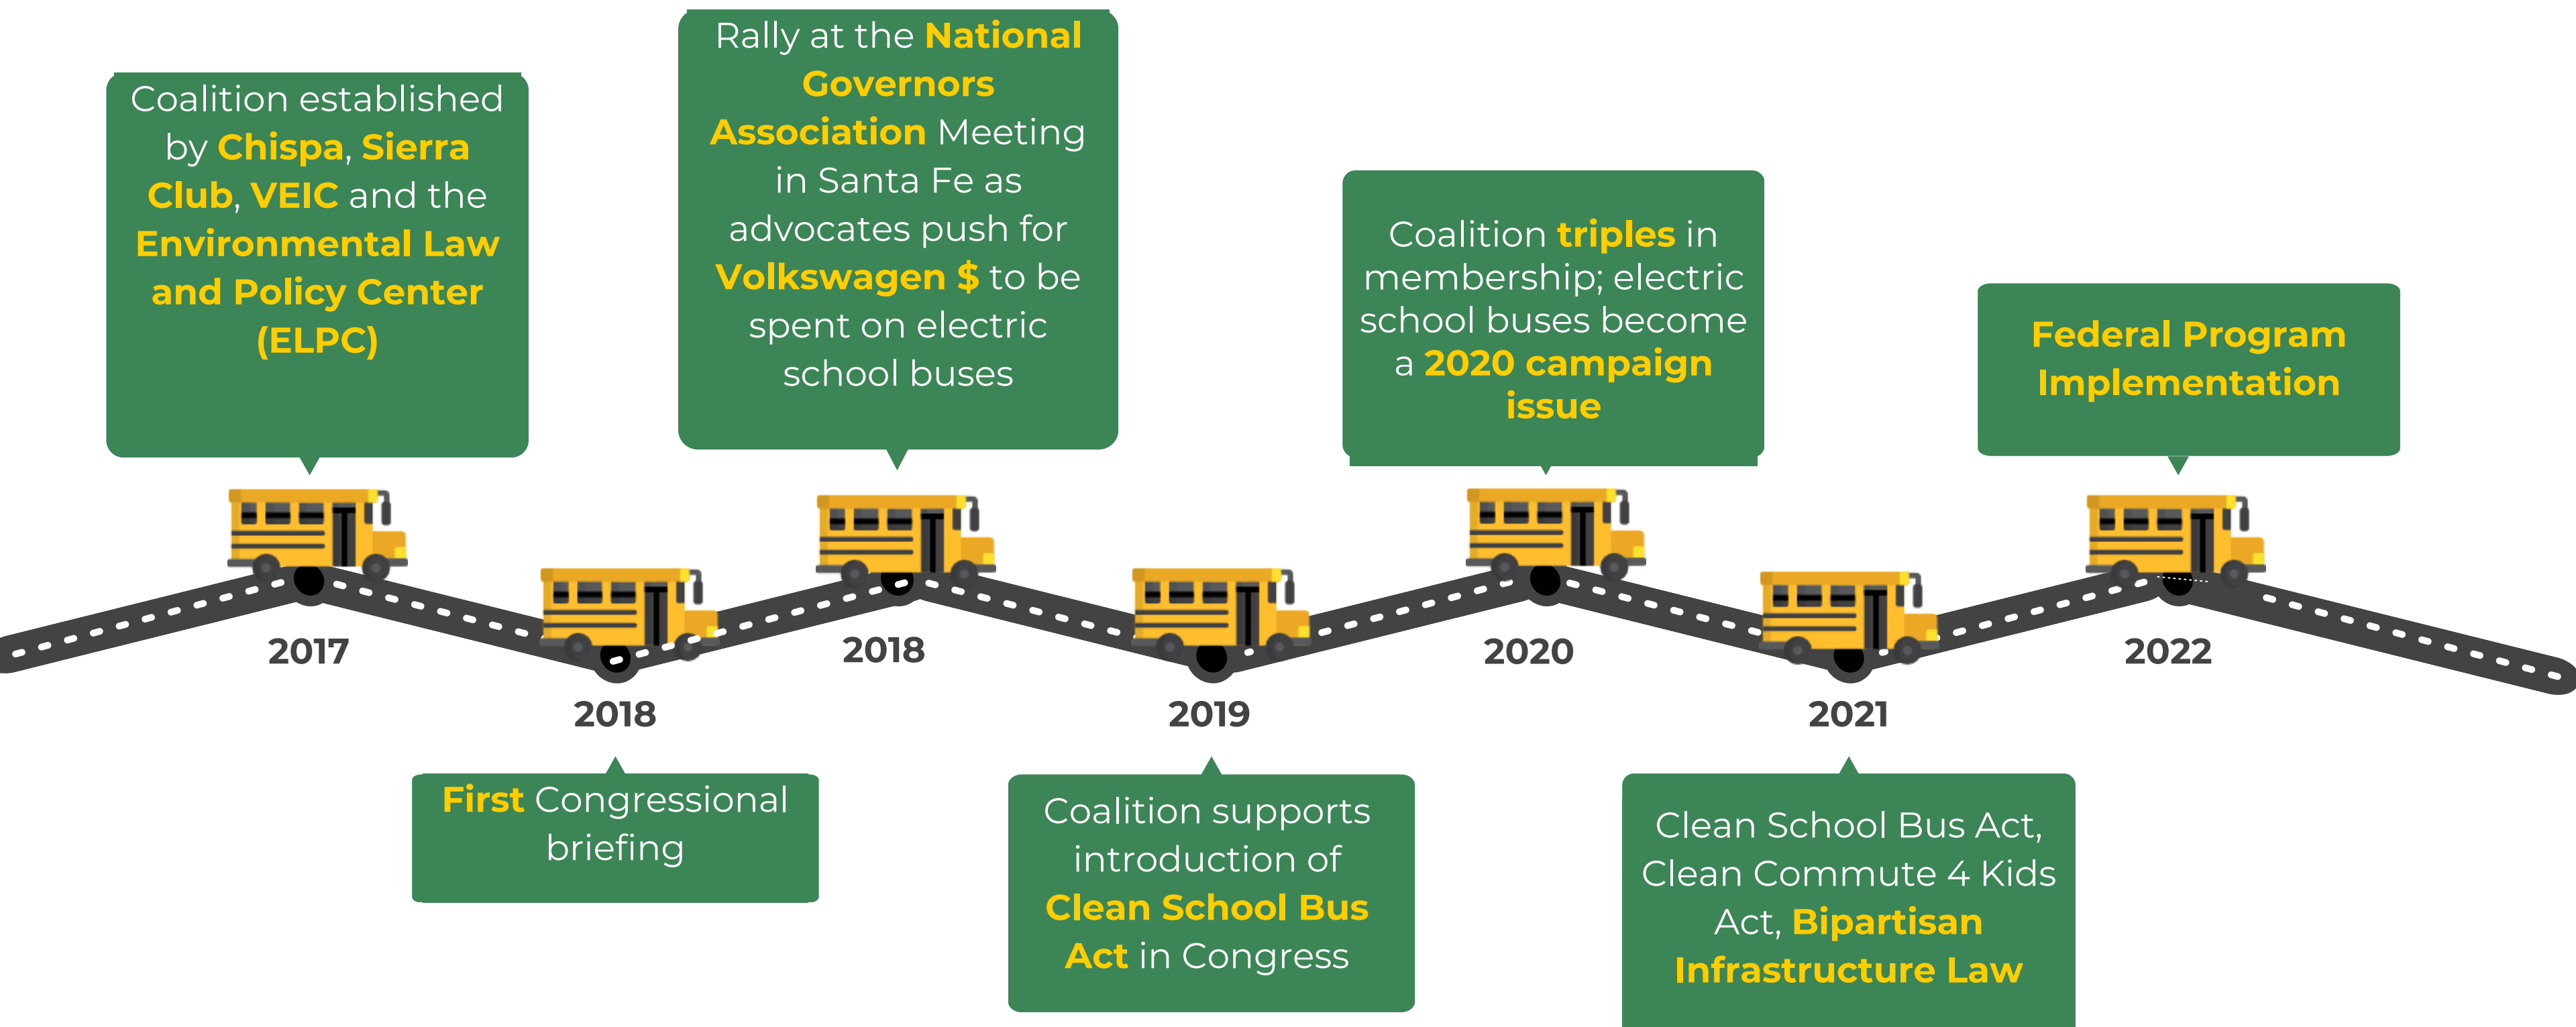 Coalition established
by Chispa, Sierra
Club, VEIC and the
Environmental Law
and Policy Center
(ELPC)
2017
2018
First Congressional
briefing
Rally at the National
Governors
Association Meeting
in Santa Fe as
advocates push for
Volkswagen $ to be
spent on electric
school buses
2018
2019
Coalition supports
introduction of
Clean School Bus
Act in Congress
Coalition triples in
membership; electric
school buses become
a 2020 campaign
issue
2020
2021
Clean School Bus Act,
Clean Commute 4 Kids
Act, Bipartisan
Infrastructure Law
Federal Program
Implementation
2022